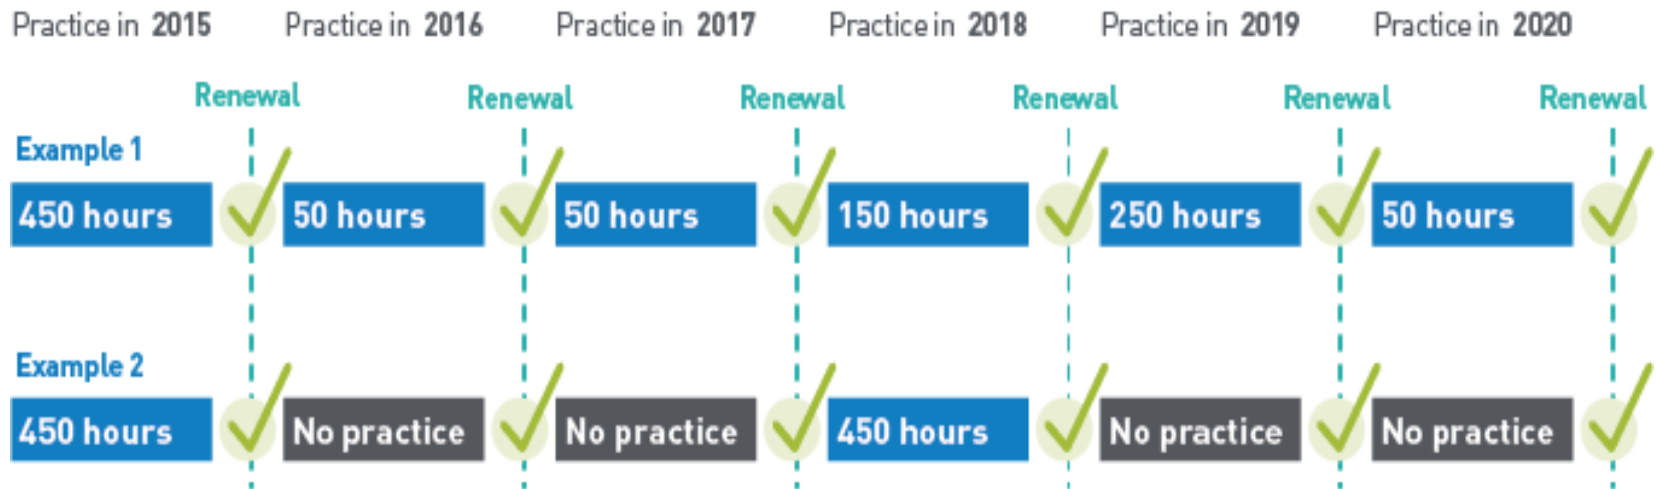 Practice in 2015 Practice in 2016 Practice in 2017 Practice in 2018 Practice in 2019 Practice in 2020
Renewal Renewal Renewal Renewal Renewal Renewal
Example 1
450 hours 50 hours 50 hours 150 hours 250 hours 50 hours
Example 2
450 hours No practice No practice 450 hours No practice No practice